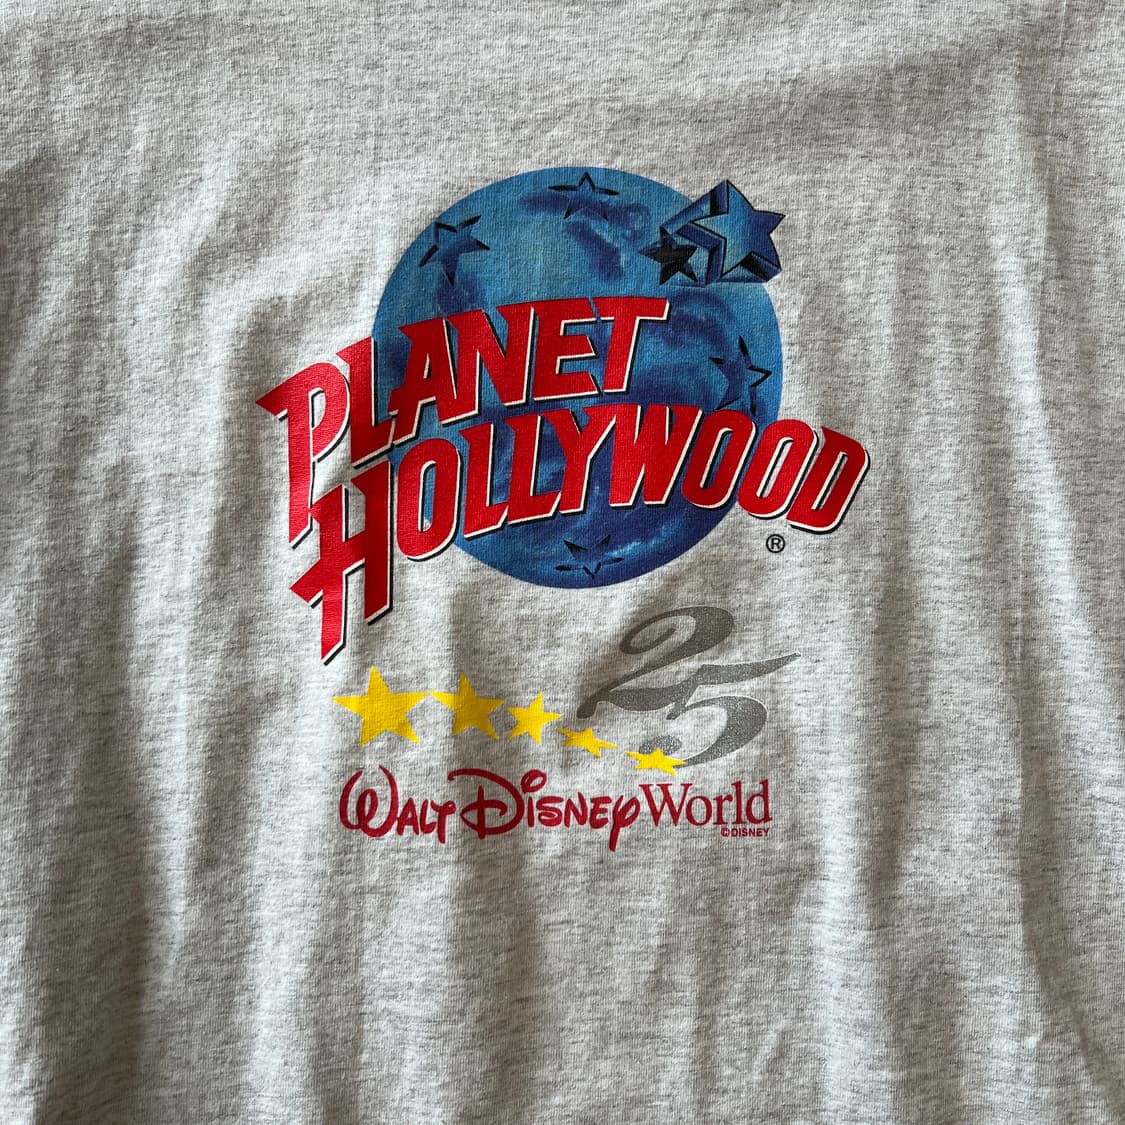 PLANET
HOLLYWOOD
®
25
WALT DISNEY World
© DISNEY